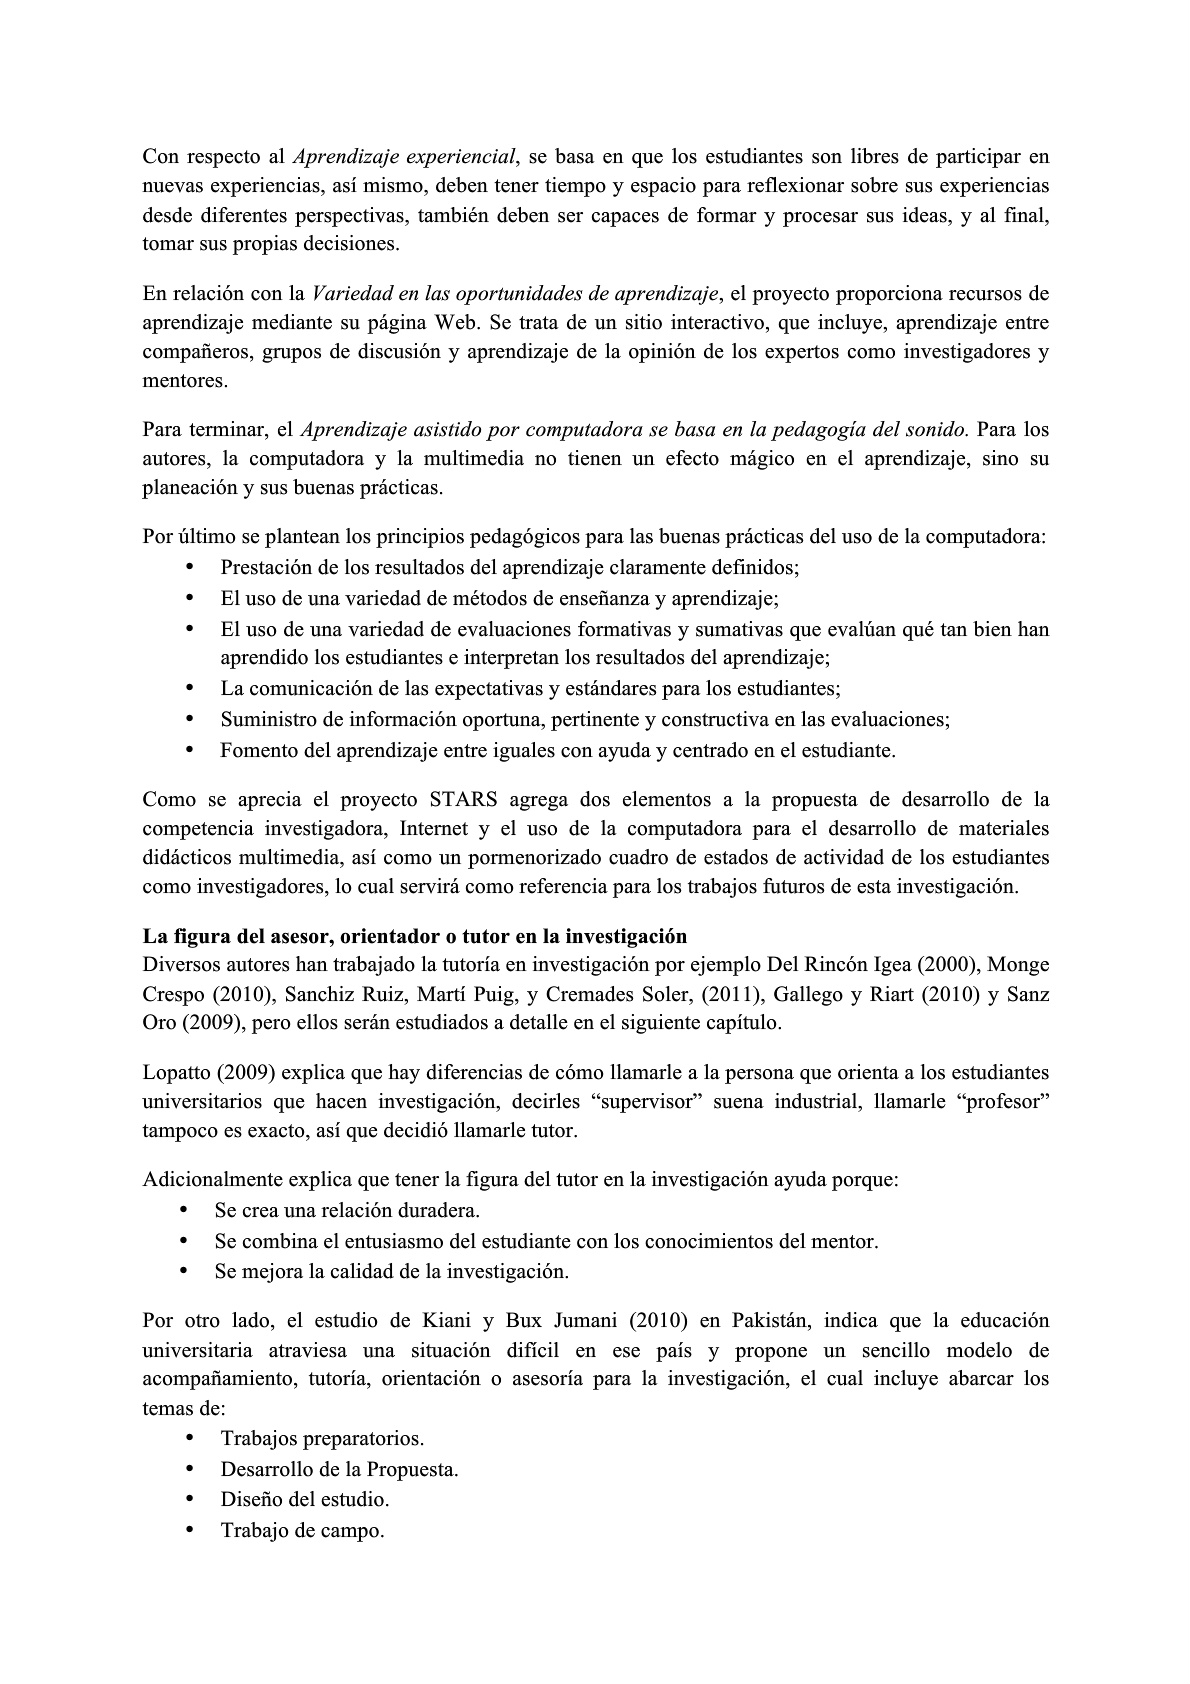 Con respecto al Aprendizaje experiencial, se basa en que los estudiantes son libres de participar en
nuevas experiencias, así mismo, deben tener tiempo y espacio para reflexionar sobre sus experiencias
desde diferentes perspectivas, también deben ser capaces de formar y procesar sus ideas, y al final,
tomar sus propias decisiones.
En relación con la Variedad en las oportunidades de aprendizaje, el proyecto proporciona recursos de
aprendizaje mediante su página Web. Se trata de un sitio interactivo, que incluye, aprendizaje entre
compañeros, grupos de discusión y aprendizaje de la opinión de los expertos como investigadores y
mentores.
Para terminar, el Aprendizaje asistido por computadora se basa en la pedagogía del sonido. Para los
autores, la computadora y la multimedia no tienen un efecto mágico en el aprendizaje, sino su
planeación y sus buenas prácticas.
Por último se plantean los principios pedagógicos para las buenas prácticas del uso de la computadora:
• Prestación de los resultados del aprendizaje claramente definidos;
• El uso de una variedad de métodos de enseñanza y aprendizaje;
• El uso de una variedad de evaluaciones formativas y sumativas que evalúan qué tan bien han
aprendido los estudiantes e interpretan los resultados del aprendizaje;
• La comunicación de las expectativas y estándares para los estudiantes;
• Suministro de información oportuna, pertinente y constructiva en las evaluaciones;
• Fomento del aprendizaje entre iguales con ayuda y centrado en el estudiante.
Como se aprecia el proyecto STARS agrega dos elementos a la propuesta de desarrollo de la
competencia investigadora, Internet y el uso de la computadora para el desarrollo de materiales
didácticos multimedia, así como un pormenorizado cuadro de estados de actividad de los estudiantes
como investigadores, lo cual servirá como referencia para los trabajos futuros de esta investigación.
La figura del asesor, orientador o tutor en la investigación
Diversos autores han trabajado la tutoría en investigación por ejemplo Del Rincón Igea (2000), Monge
Crespo (2010), Sanchiz Ruiz, Martí Puig, y Cremades Soler, (2011), Gallego y Riart (2010) y Sanz
Oro (2009), pero ellos serán estudiados a detalle en el siguiente capítulo.
Lopatto (2009) explica que hay diferencias de cómo llamarle a la persona que orienta a los estudiantes
universitarios que hacen investigación, decirles “supervisor” suena industrial, llamarle “profesor”
tampoco es exacto, así que decidió llamarle tutor.
Adicionalmente explica que tener la figura del tutor en la investigación ayuda porque:
• Se crea una relación duradera.
• Se combina el entusiasmo del estudiante con los conocimientos del mentor.
• Se mejora la calidad de la investigación.
Por otro lado, el estudio de Kiani y Bux Jumani (2010) en Pakistán, indica que la educación
universitaria atraviesa una situación difícil en ese país y propone un sencillo modelo de
acompañamiento, tutoría, orientación o asesoría para la investigación, el cual incluye abarcar los
temas de:
• Trabajos preparatorios.
• Desarrollo de la Propuesta.
• Diseño del estudio.
• Trabajo de campo.